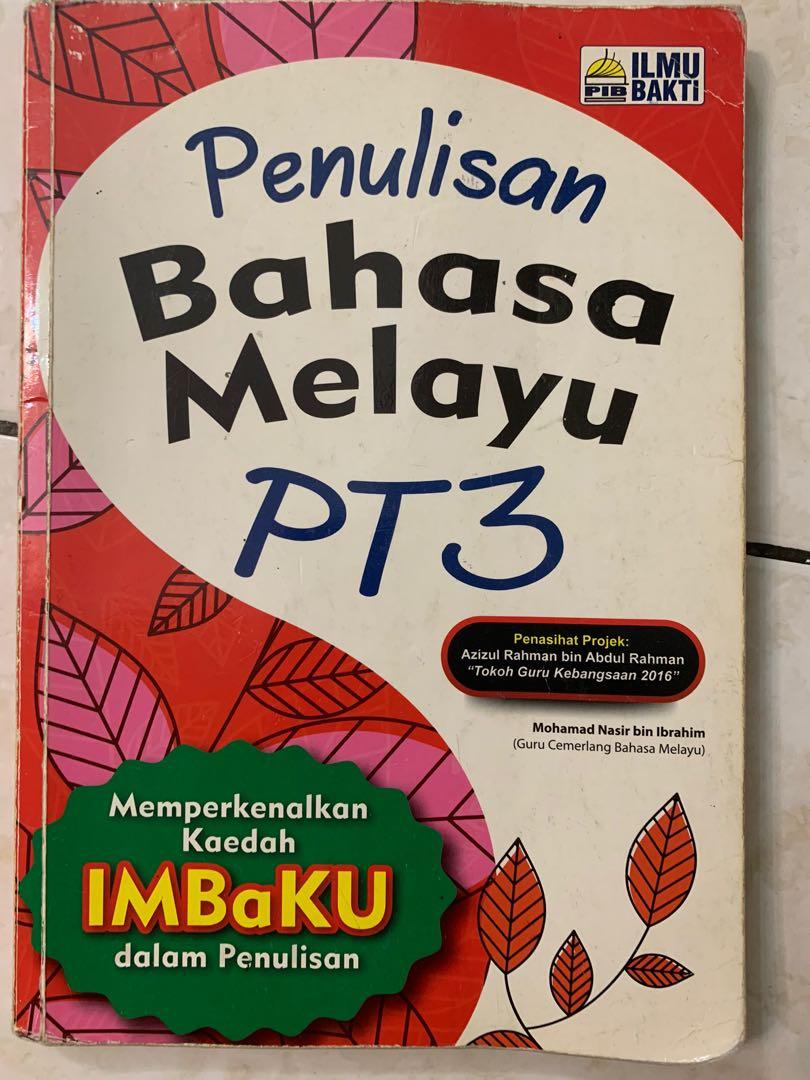 PIB ILMU
BAKTI
Penulisan
Bahasa
Melayu
PT3
Penasihat Projek:
Azizul Rahman bin Abdul Rahman
“Tokoh Guru Kebangsaan 2016”
Mohamad Nasir bin Ibrahim
(Guru Cemerlang Bahasa Melayu)
Memperkenalkan
Kaedah
IMBaKU
dalam Penulisan